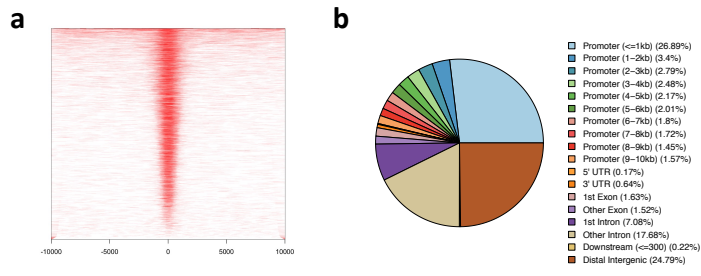 a
b
-10000
-5000
0
5000
10000
Promoter (<=1kb) (26.89%)
Promoter (1−2kb) (3.4%)
Promoter (2−3kb) (2.79%)
Promoter (3−4kb) (2.48%)
Promoter (4−5kb) (2.17%)
Promoter (5−6kb) (2.01%)
Promoter (6−7kb) (1.8%)
Promoter (7−8kb) (1.72%)
Promoter (8−9kb) (1.45%)
Promoter (9−10kb) (1.57%)
5' UTR (0.17%)
3' UTR (0.64%)
1st Exon (1.63%)
Other Exon (1.52%)
1st Intron (7.08%)
Other Intron (17.68%)
Downstream (<=300) (0.22%)
Distal Intergenic (24.79%)